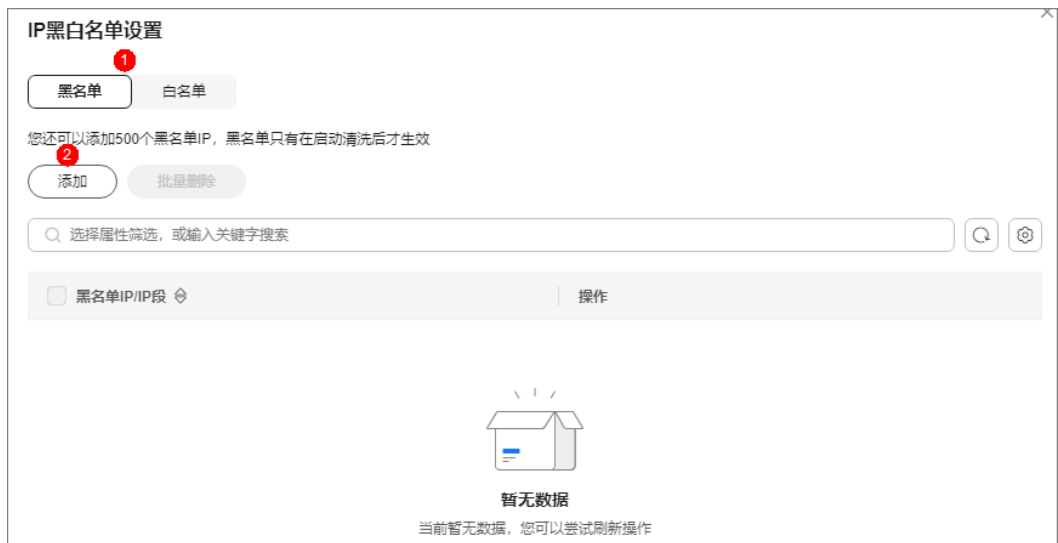 IP黑白名单设置
1
黑名单 白名单
您还可以添加500个黑名单IP，黑名单只有在启动清洗后才生效
2
添加 批量删除
选择属性筛选，或输入关键字搜索
黑名单IP/IP段 操作
暂无数据
当前暂无数据，您可以尝试刷新操作